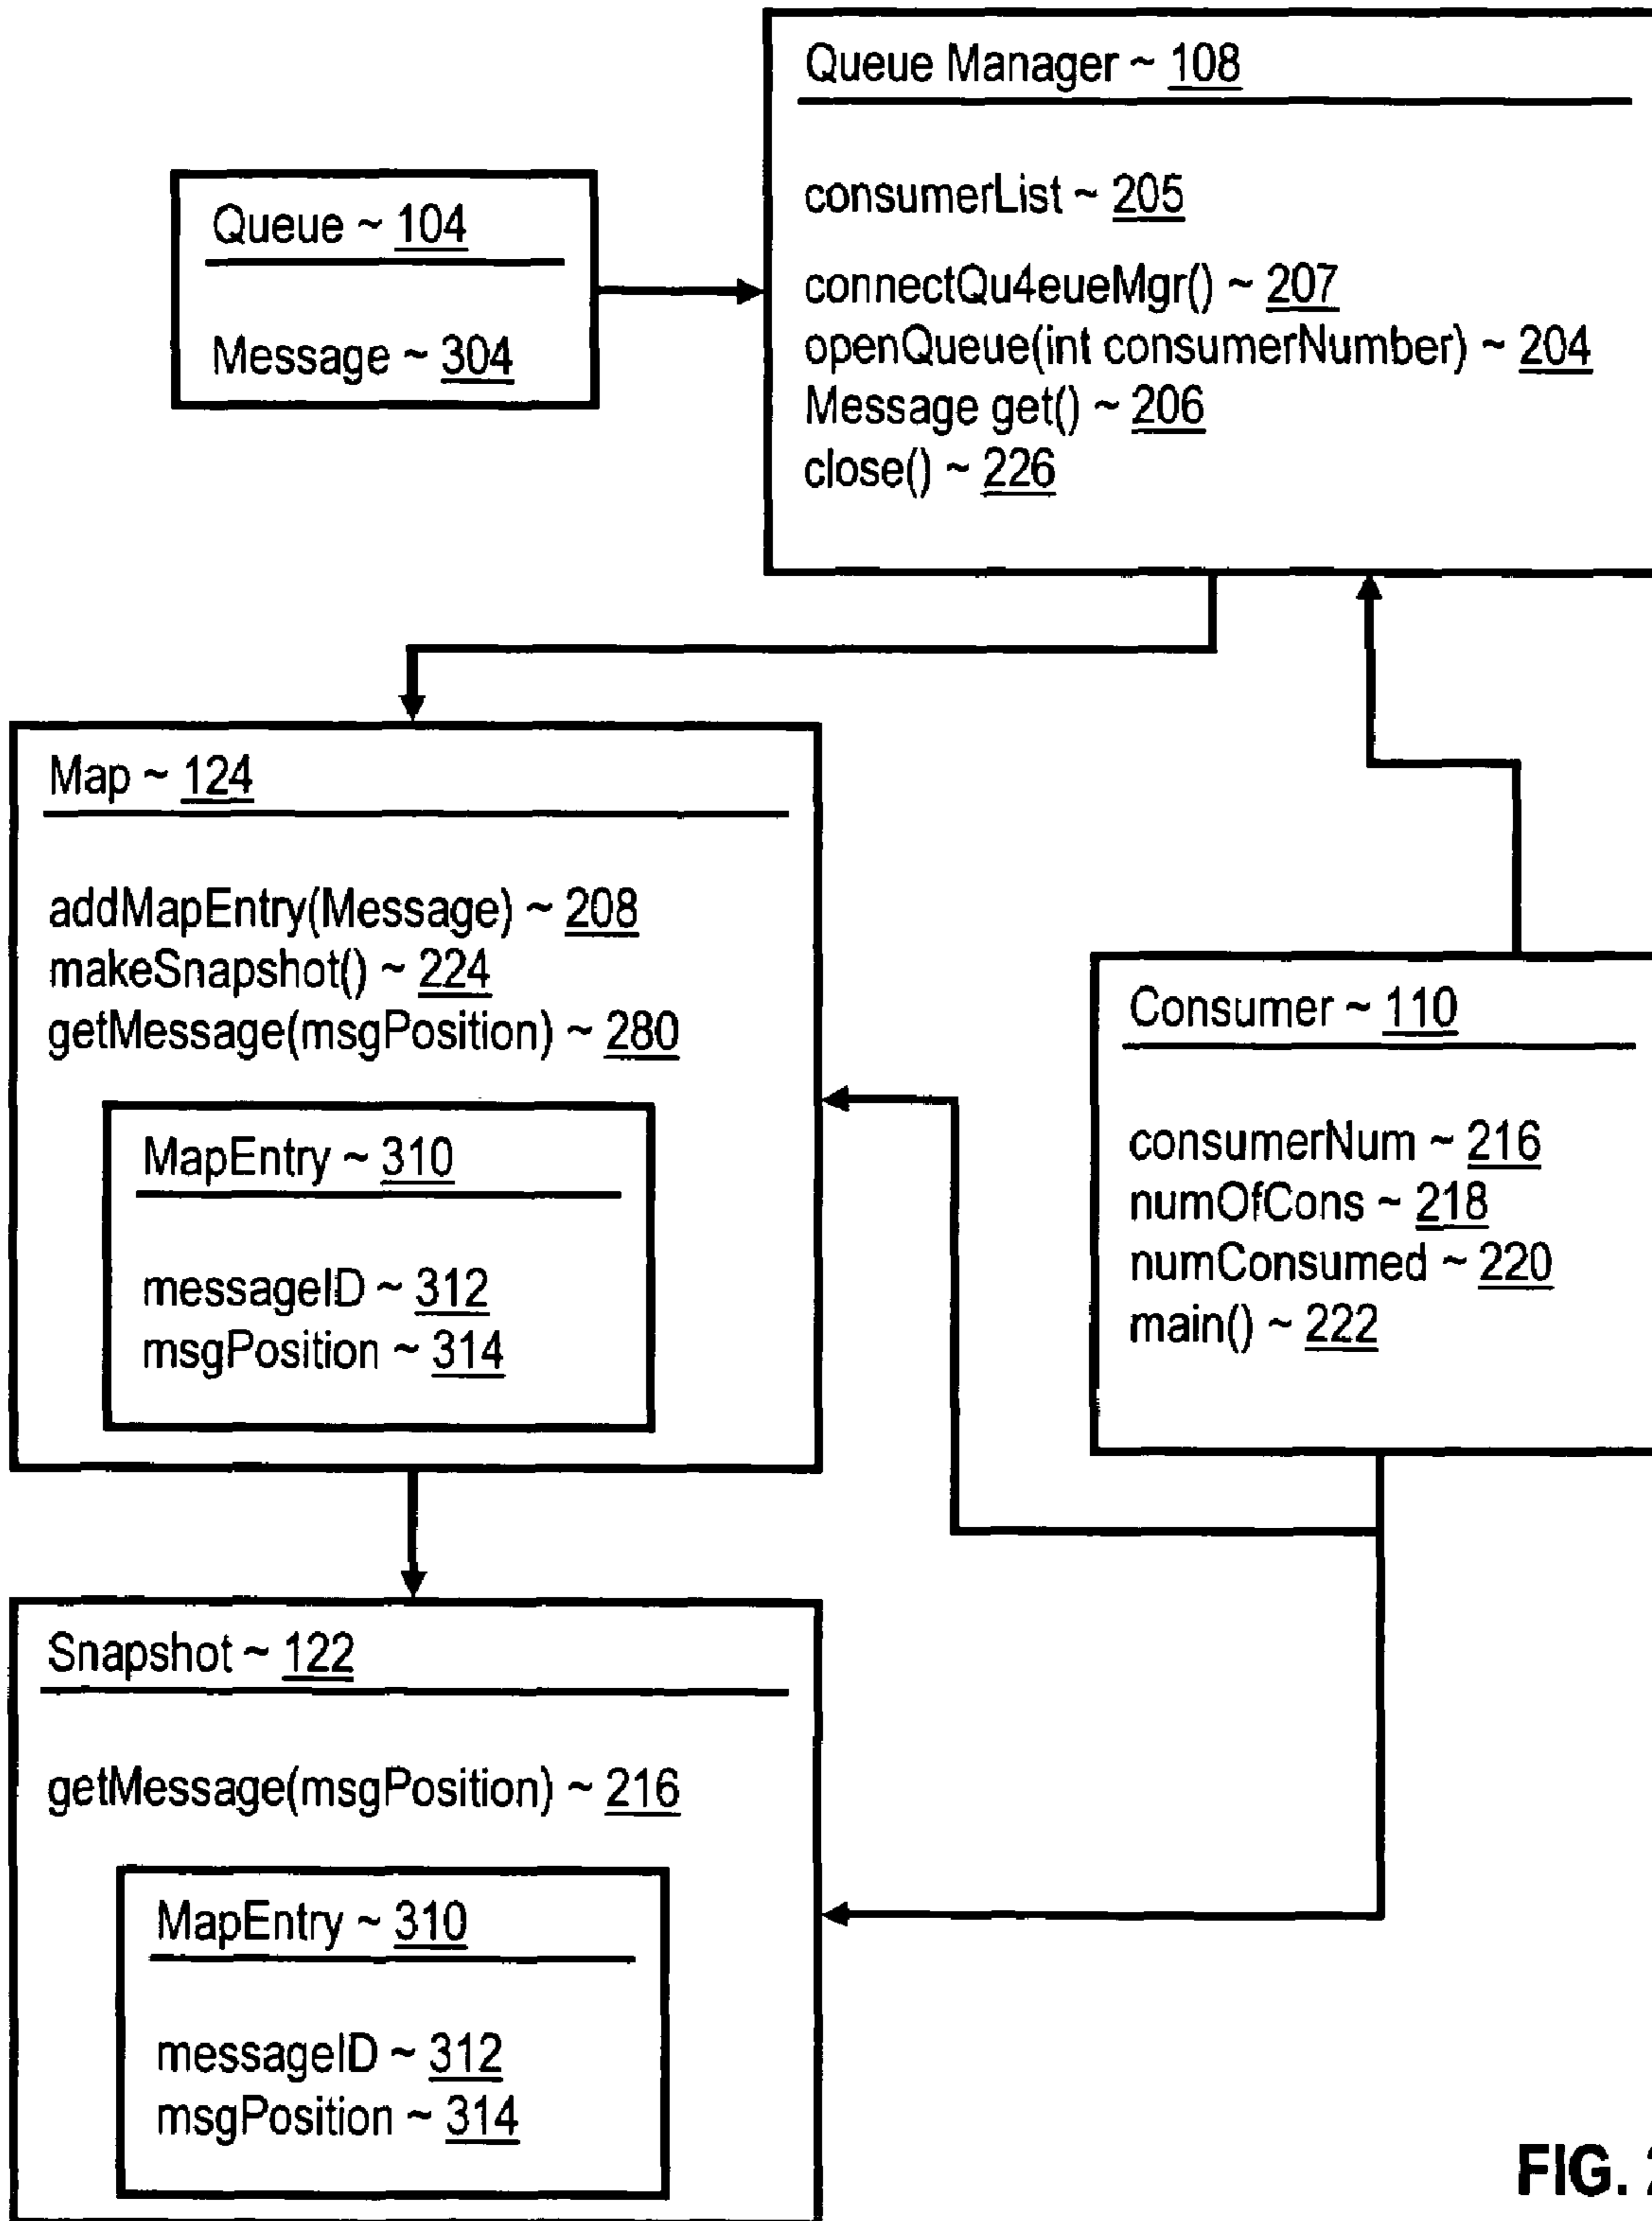 Queue Manager ~ 108
consumerList ~ 205
connectQu4eueMgr() ~ 207
openQueue(int consumerNumber) ~ 204
Message get() ~ 206
close() ~ 226
Queue ~ 104
Message ~ 304
Map ~ 124
addMapEntry(Message) ~ 208
makeSnapshot() ~ 224
getMessage(msgPosition) ~ 280
MapEntry ~ 310
messageID ~ 312
msgPosition ~ 314
Consumer ~ 110
consumerNum ~ 216
numOfCons ~ 218
numConsumed ~ 220
main() ~ 222
Snapshot ~ 122
getMessage(msgPosition) ~ 216
MapEntry ~ 310
messageID ~ 312
msgPosition ~ 314
FIG. 2